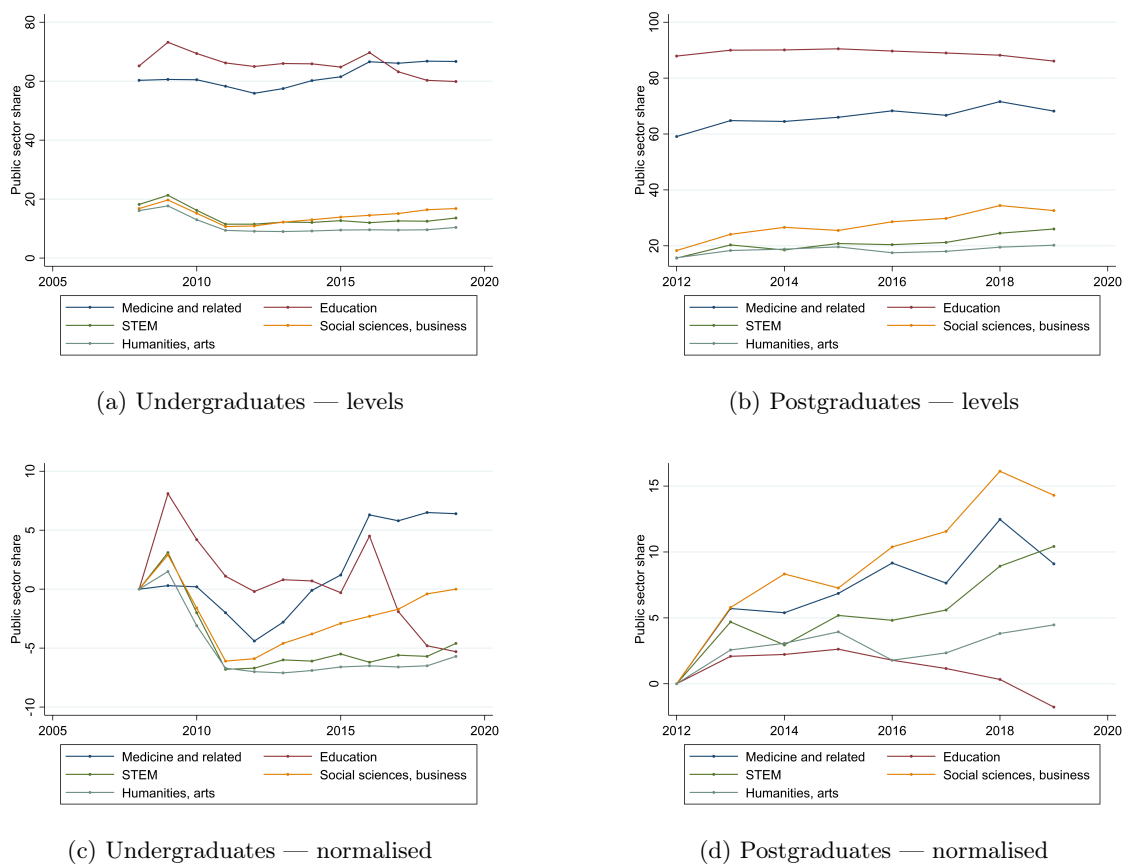 80
60
40
20
0
Public sector share
2005 2010 2015 2020
Medicine and related Education
STEM Social sciences, business
Humanities, arts
(a) Undergraduates — levels
100
80
60
40
20
Public sector share
2012 2014 2016 2018 2020
Medicine and related Education
STEM Social sciences, business
Humanities, arts
(b) Postgraduates — levels
10
5
0
-5
-10
Public sector share
2005 2010 2015 2020
Medicine and related Education
STEM Social sciences, business
Humanities, arts
(c) Undergraduates — normalised
15
10
5
0
Public sector share
2012 2014 2016 2018 2020
Medicine and related Education
STEM Social sciences, business
Humanities, arts
(d) Postgraduates — normalised